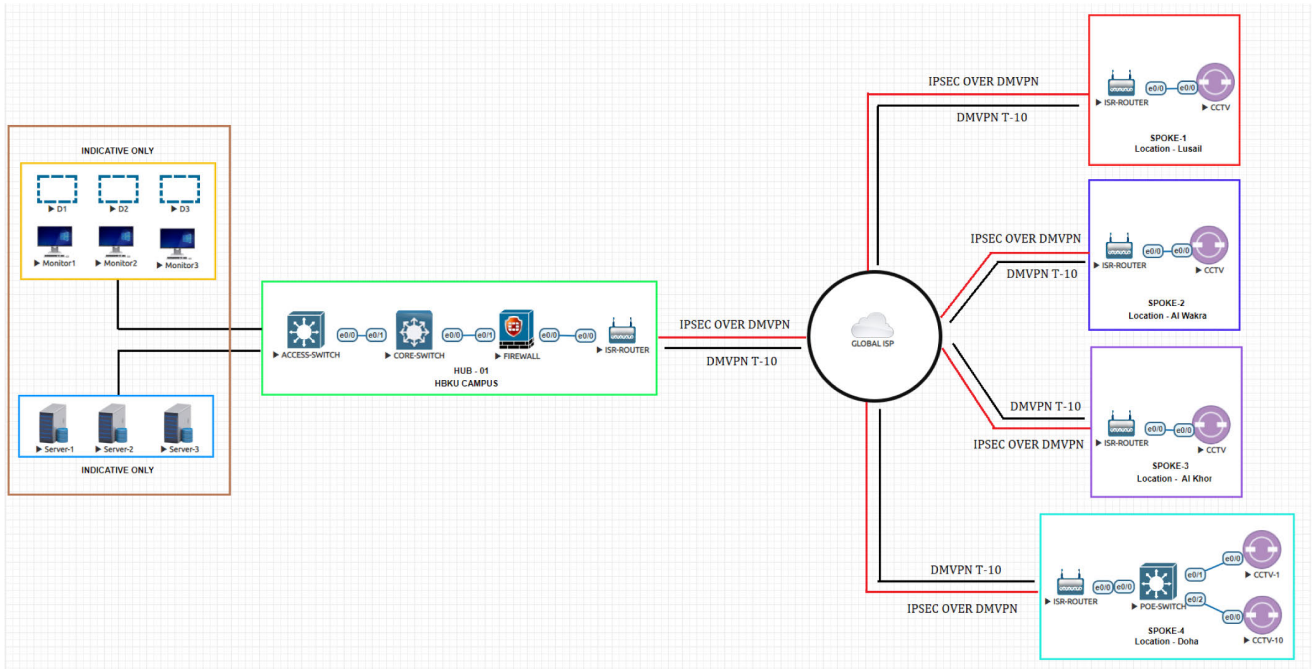 INDICATIVE ONLY
D1
D2
D3
Monitor1
Monitor2
Monitor3
Server-1
Server-2
Server-3
INDICATIVE ONLY
ACCESS-SWITCH
e0/0
e0/1
CORE-SWITCH
e0/0
e0/1
FIREWALL
e0/0
e0/0
ISR-ROUTER
HUB - 01
HBKU CAMPUS
IPSEC OVER DMVPN
DMVPN T-10
GLOBAL ISP
IPSEC OVER DMVPN
DMVPN T-10
ISR-ROUTER
e0/0
e0/0
CCTV
SPOKE-1
Location - Lusail
IPSEC OVER DMVPN
DMVPN T-10
ISR-ROUTER
e0/0
e0/0
CCTV
SPOKE-2
Location - Al Wakra
DMVPN T-10
IPSEC OVER DMVPN
ISR-ROUTER
e0/0
e0/0
CCTV
SPOKE-3
Location - Al Khor
DMVPN T-10
IPSEC OVER DMVPN
ISR-ROUTER
e0/0
e0/0
POE-SWITCH
e0/1
e0/0
CCTV-1
e0/2
e0/0
CCTV-10
SPOKE-4
Location - Doha